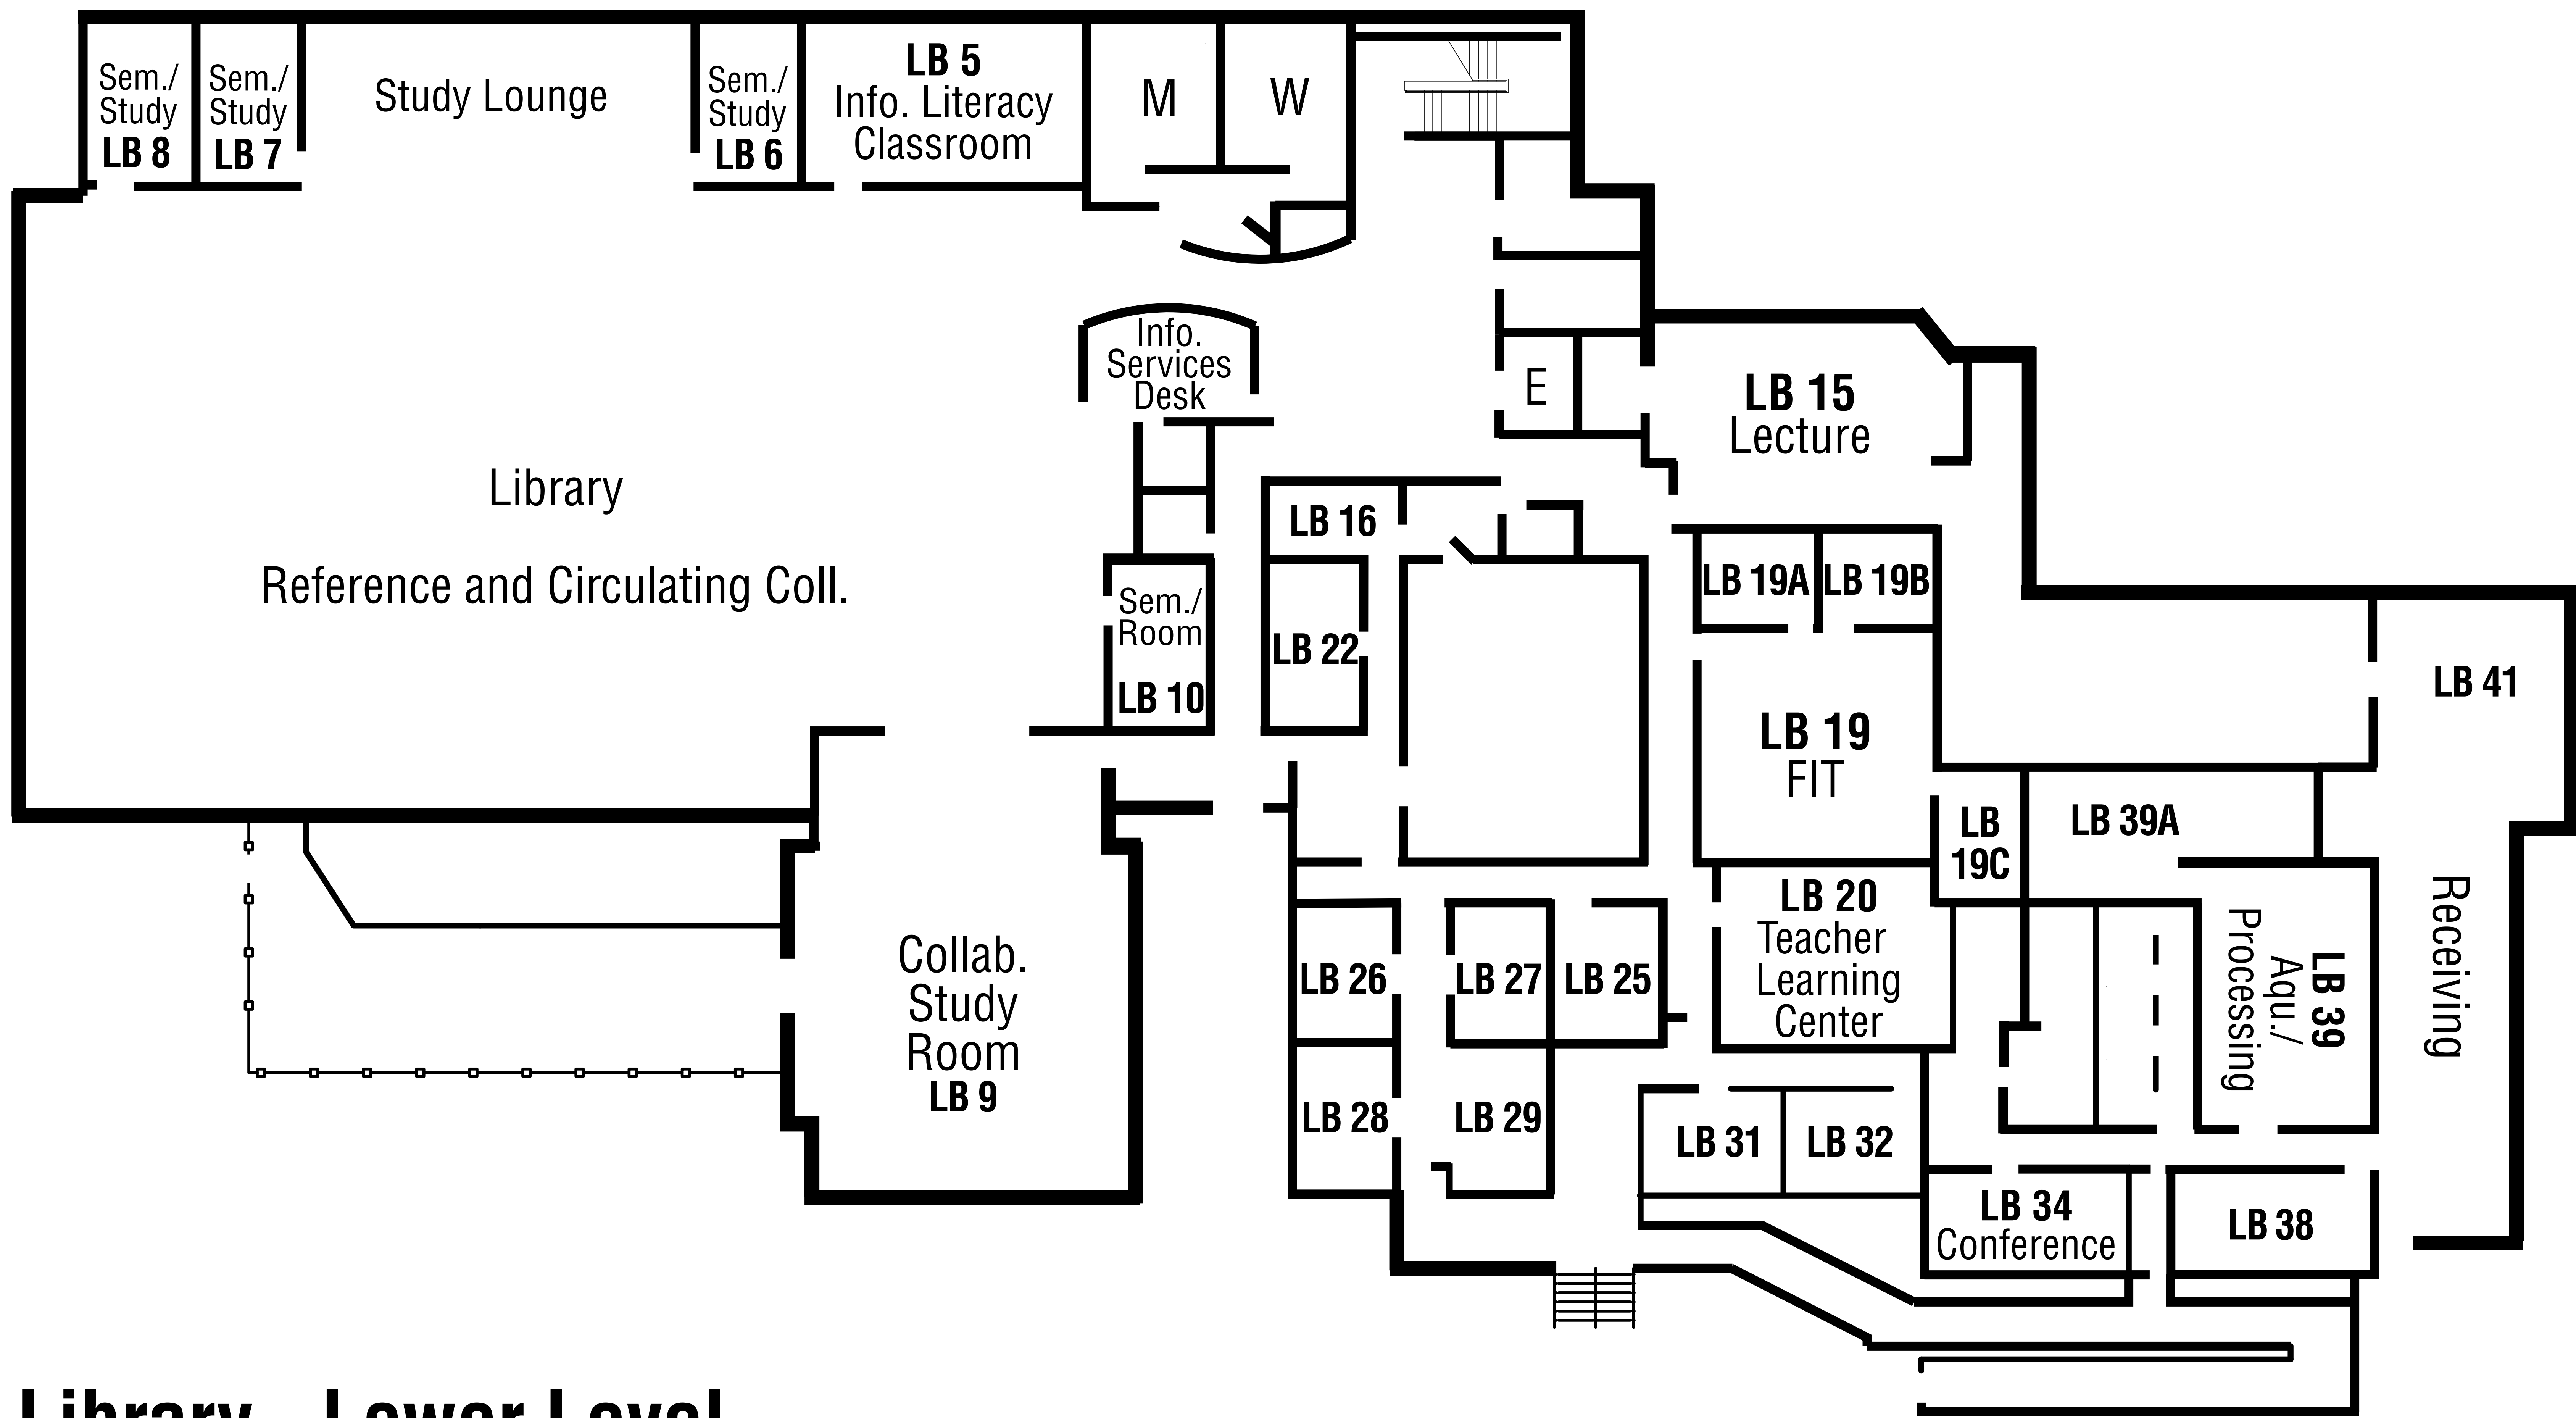 Sem./
Study
LB 8
Sem./
Study
LB 7
Study Lounge
Sem./
Study
LB 6
LB 5
Info. Literacy
Classroom
M
W
Info.
Services
Desk
E
LB 15
Lecture
Library
Reference and Circulating Coll.
LB 16
LB 19A
LB 19B
Sem./
Room
LB 10
LB 22
LB 41
LB 19
FIT
LB
19C
LB 39A
LB 20
Teacher
Learning
Center
LB 39
Aqu./
Processing
Receiving
Collab.
Study
Room
LB 9
LB 26
LB 27
LB 25
LB 28
LB 29
LB 31
LB 32
LB 34
Conference
LB 38
Library - Lower Level